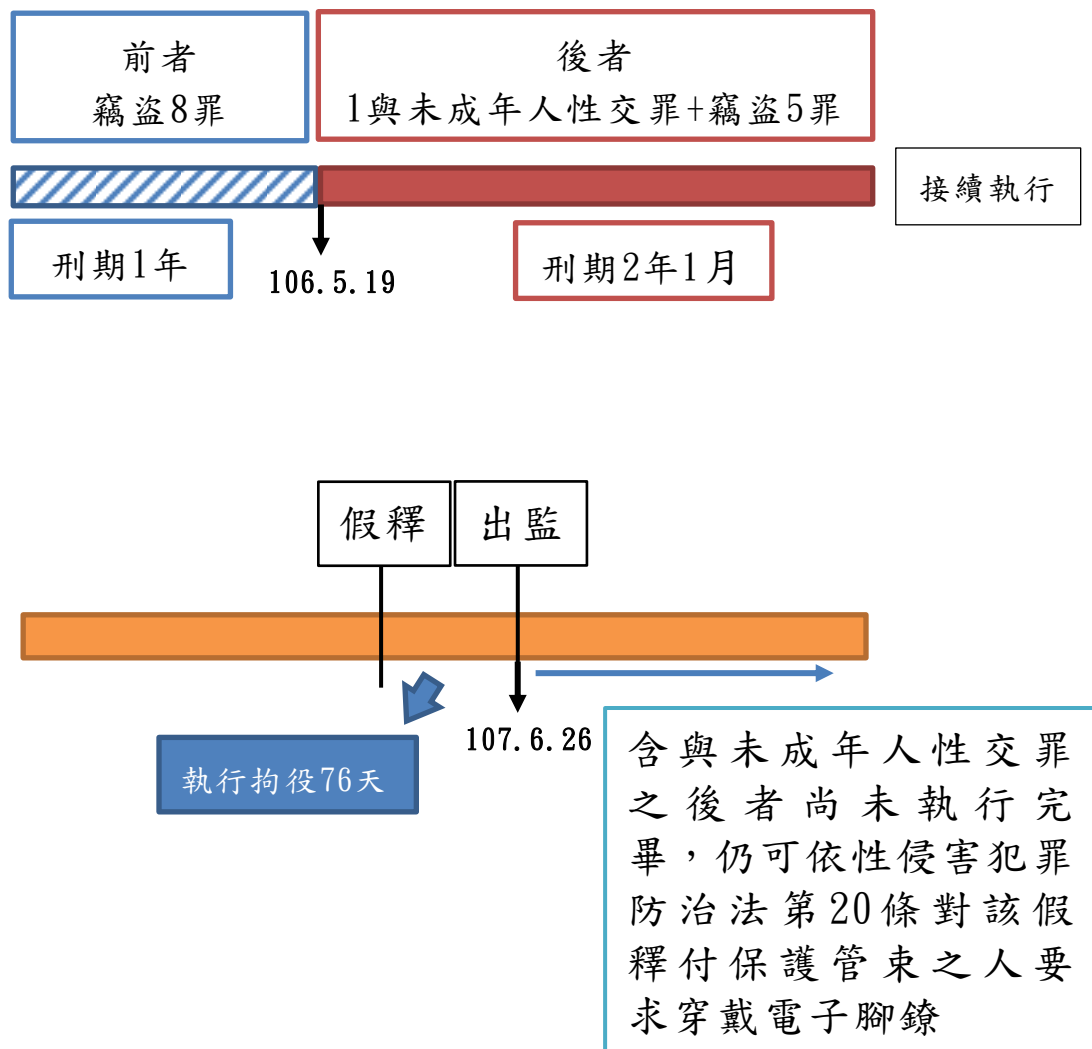 前者
竊盜8罪
後者
1與未成年人性交罪+竊盜5罪
接續執行
刑期1年
106.5.19
刑期2年1月
假釋
出監
執行拘役76天
107.6.26
含與未成年人性交罪
之後者尚未執行完
畢，仍可依性侵害犯罪
防治法第20條對該假
釋付保護管束之人要
求穿戴電子腳鐐